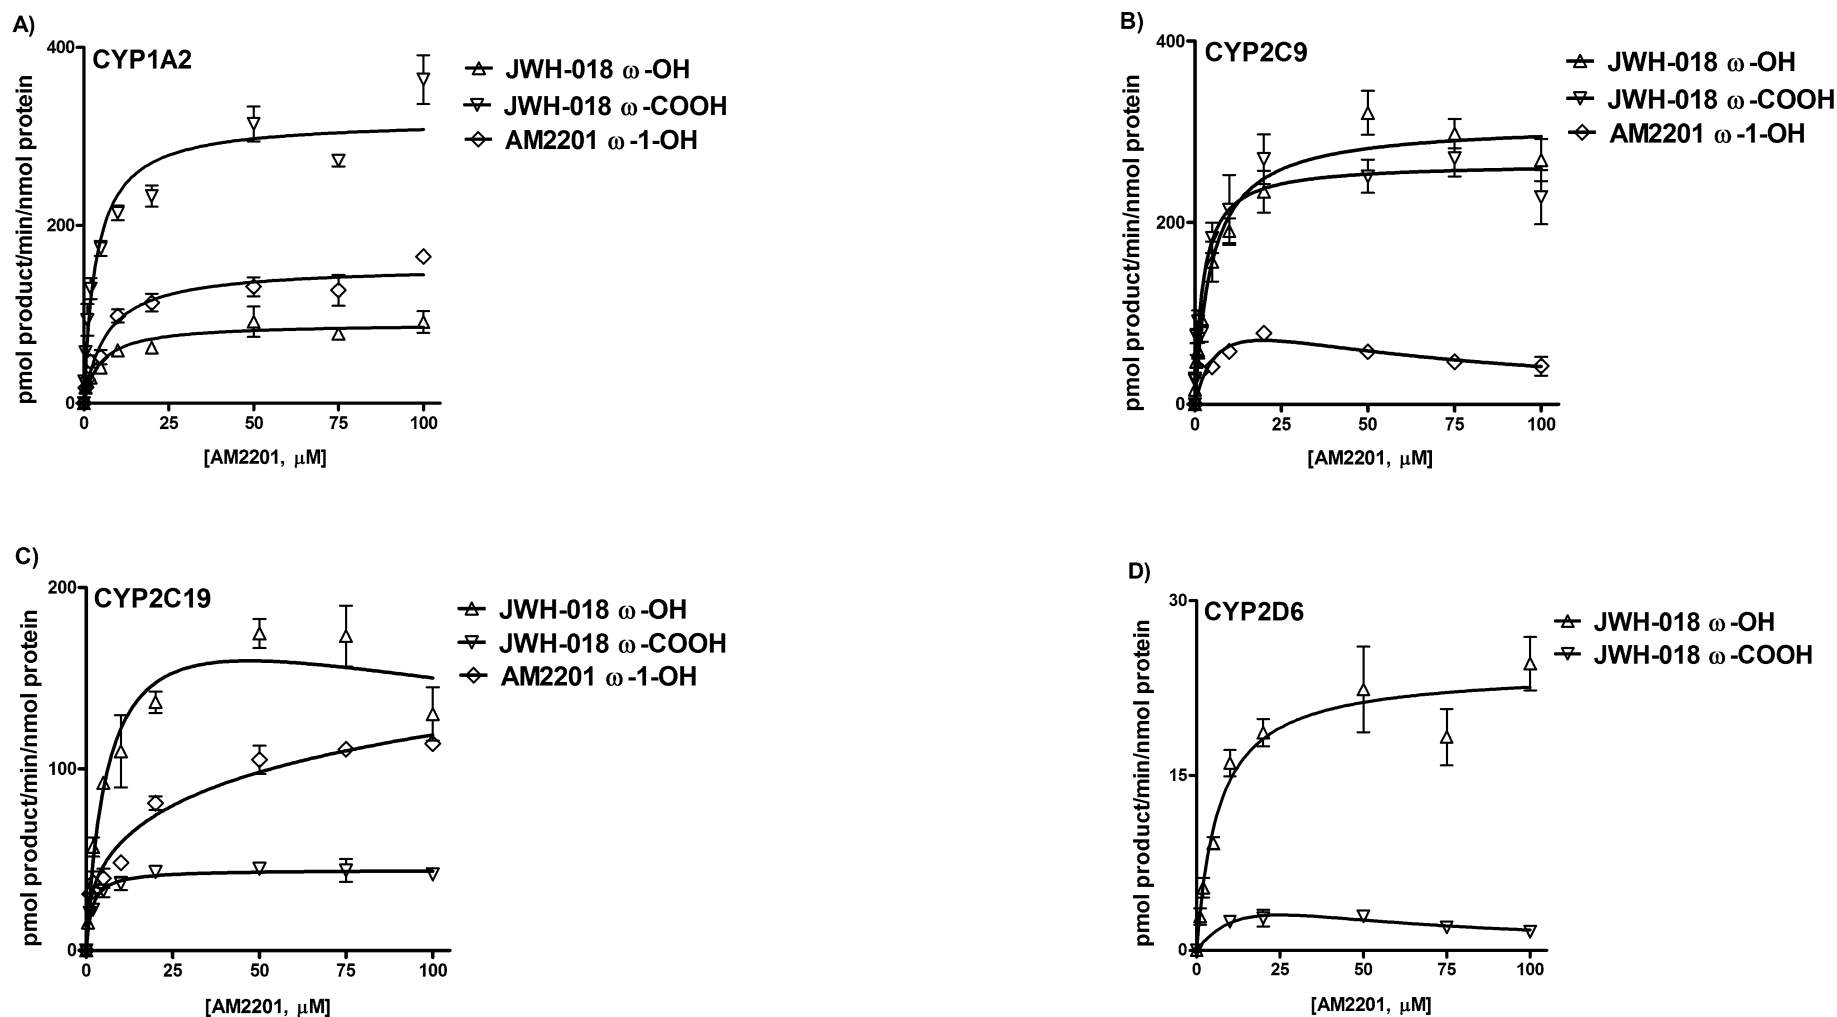 A)
CYP1A2
400
200
0
0 25 50 75 100
pmol product/min/nmol protein
[AM2201, μM]
JWH-018 ω-OH
JWH-018 ω-COOH
AM2201 ω-1-OH
B)
CYP2C9
400
200
0
0 25 50 75 100
pmol product/min/nmol protein
[AM2201, μM]
JWH-018 ω-OH
JWH-018 ω-COOH
AM2201 ω-1-OH
C)
CYP2C19
200
100
0
0 25 50 75 100
pmol product/min/nmol protein
[AM2201, μM]
JWH-018 ω-OH
JWH-018 ω-COOH
AM2201 ω-1-OH
D)
CYP2D6
30
15
0
0 25 50 75 100
pmol product/min/nmol protein
[AM2201, μM]
JWH-018 ω-OH
JWH-018 ω-COOH